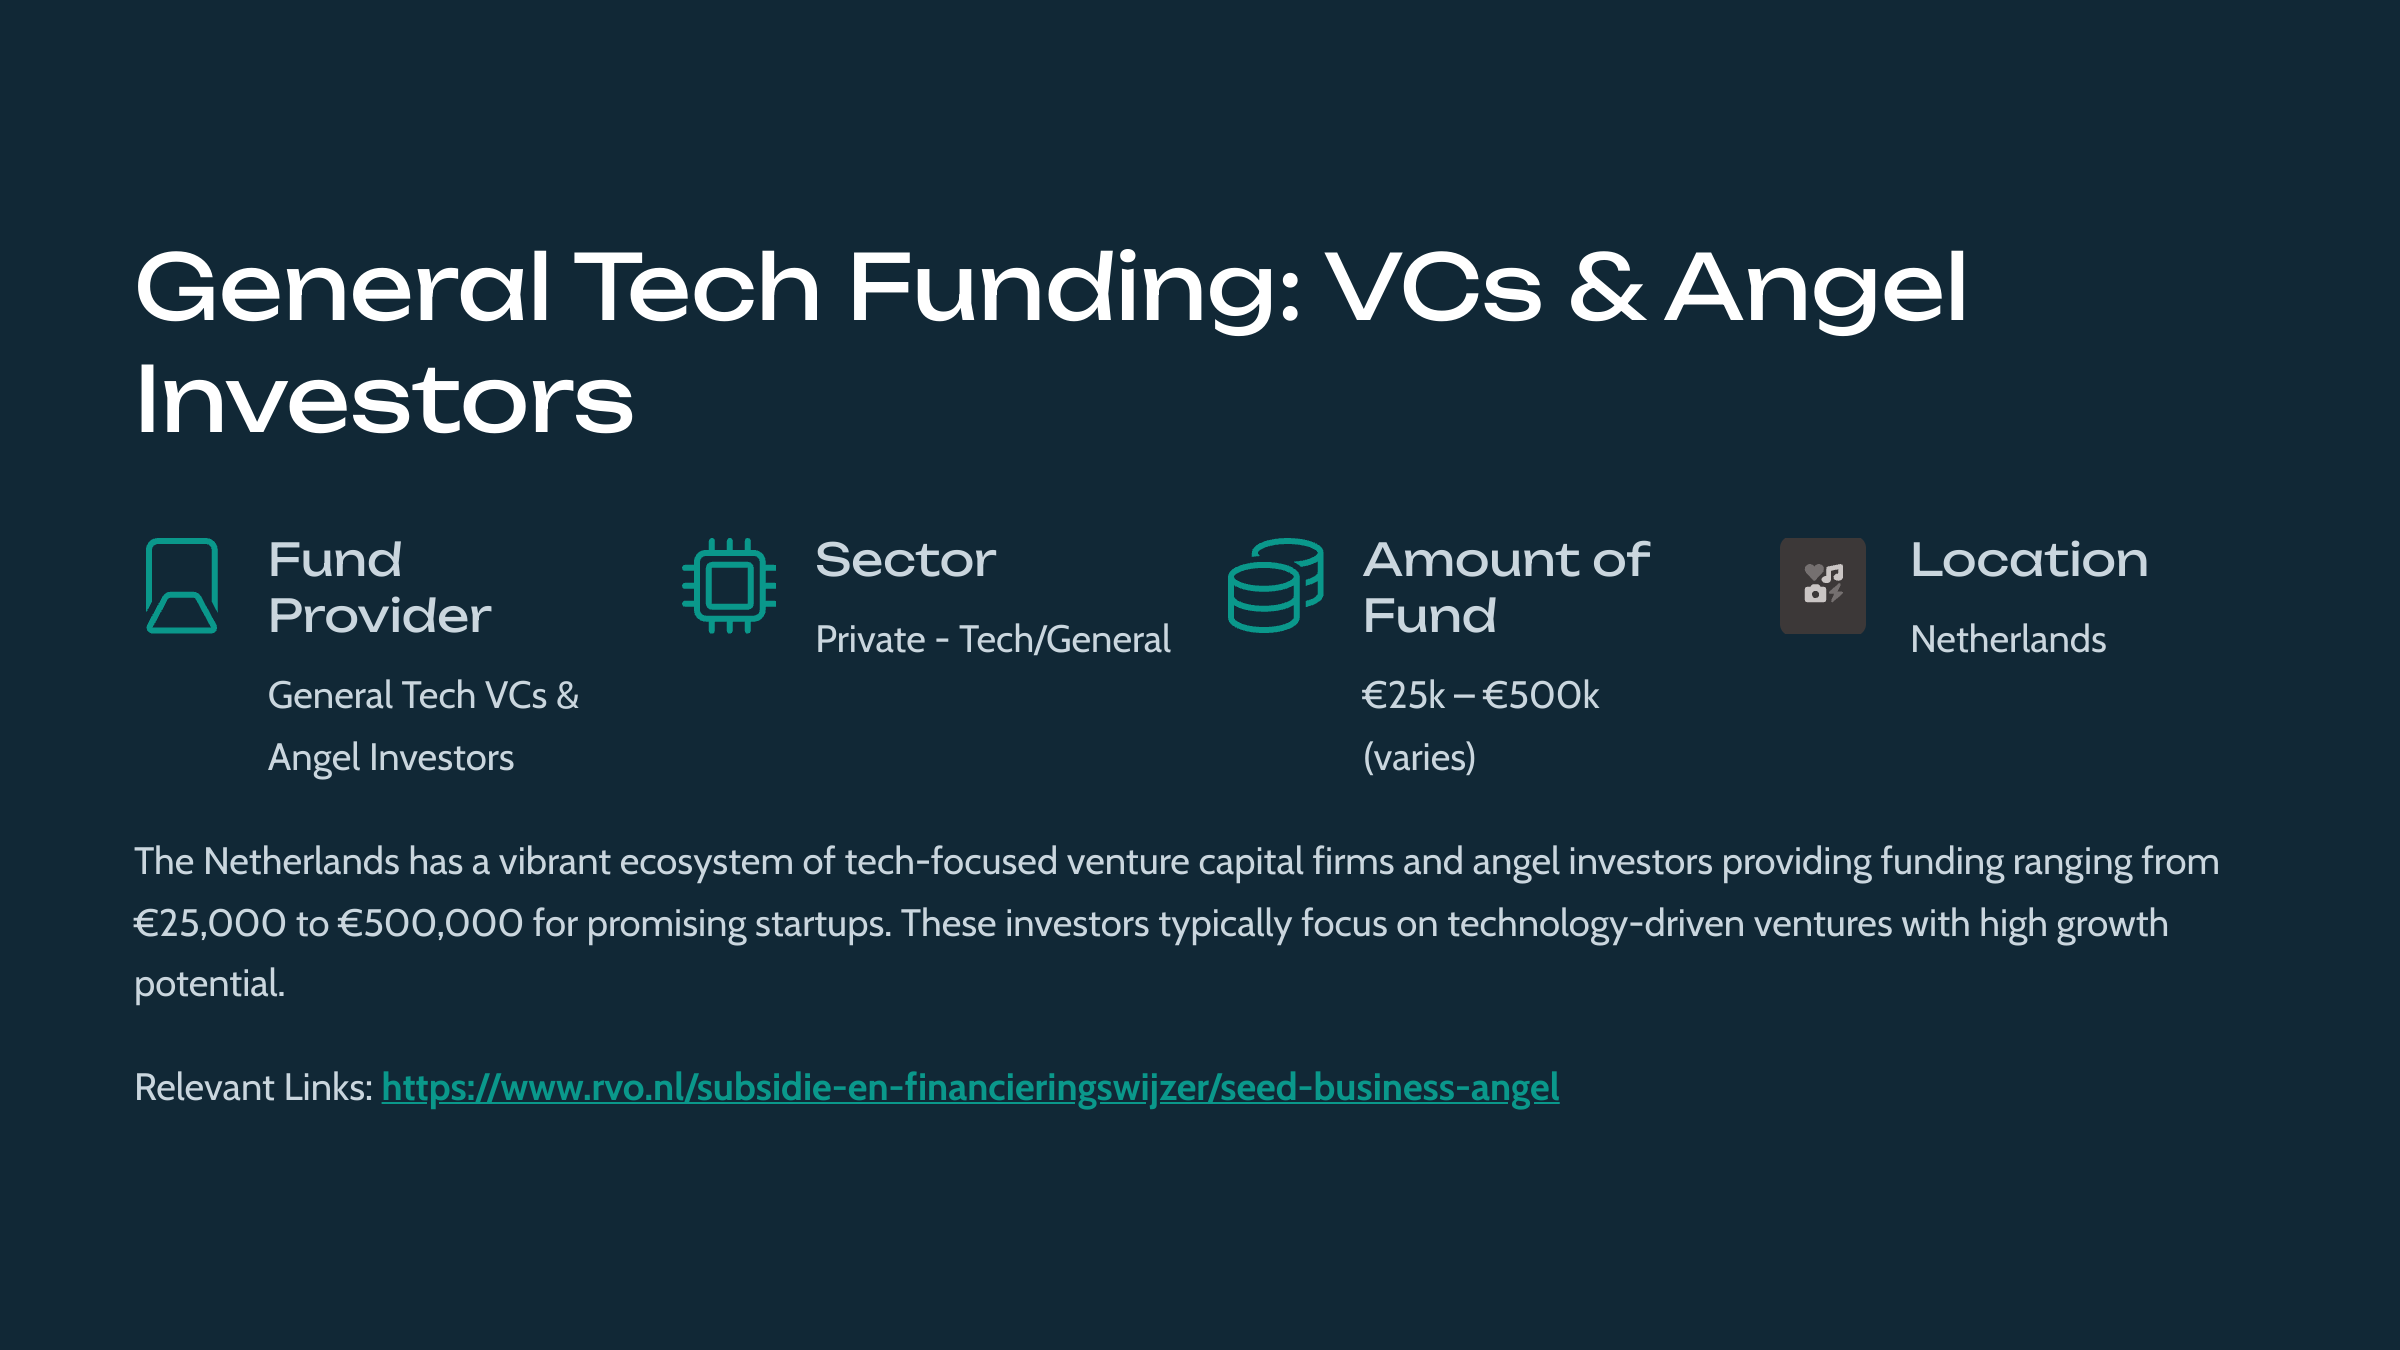 General Tech Funding: VCs & Angel
Investors
Fund
Provider
General Tech VCs &
Angel Investors
Sector
Private - Tech/General
Amount of
Fund
€25k – €500k
(varies)
Location
Netherlands
The Netherlands has a vibrant ecosystem of tech-focused venture capital firms and angel investors providing funding ranging from
€25,000 to €500,000 for promising startups. These investors typically focus on technology-driven ventures with high growth
potential.
Relevant Links: https://www.rvo.nl/subsidie-en-financieringswijzer/seed-business-angel